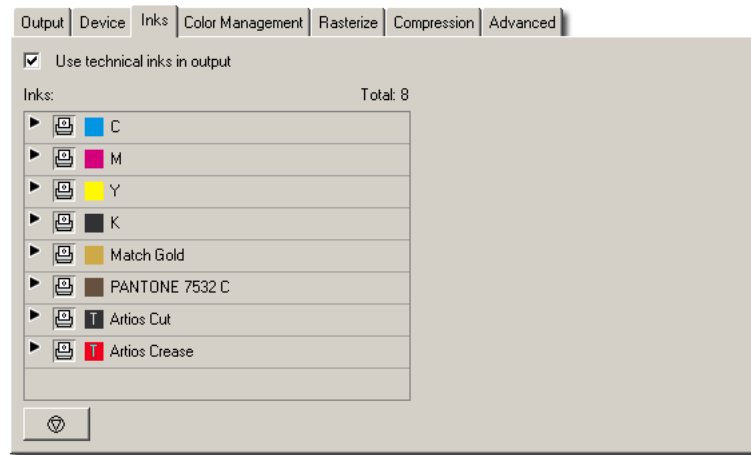 Output Device Inks Color Management Rasterize Compression Advanced
Use technical inks in output
Inks: Total: 8
C
M
Y
K
Match Gold
PANTONE 7532 C
T Artios Cut
T Artios Crease